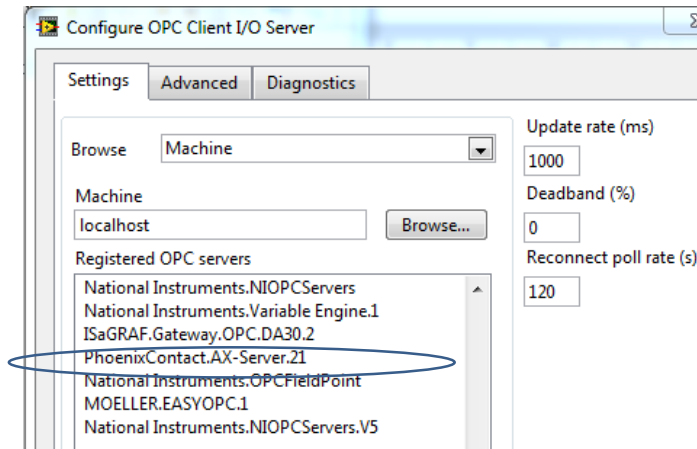 Configure OPC Client I/O Server
Settings
Advanced
Diagnostics
Browse
Machine
Machine
localhost
Browse...
Registered OPC servers
National Instruments.NIOPCServers
National Instruments.Variable Engine.1
ISaGRAF.Gateway.OPC.DA30.2
PhoenixContact.AX-Server.21
National Instruments.OPCFieldPoint
MOELLER.EASYOPC.1
National Instruments.NIOPCServers.V5
Update rate (ms)
1000
Deadband (%)
0
Reconnect poll rate (s)
120